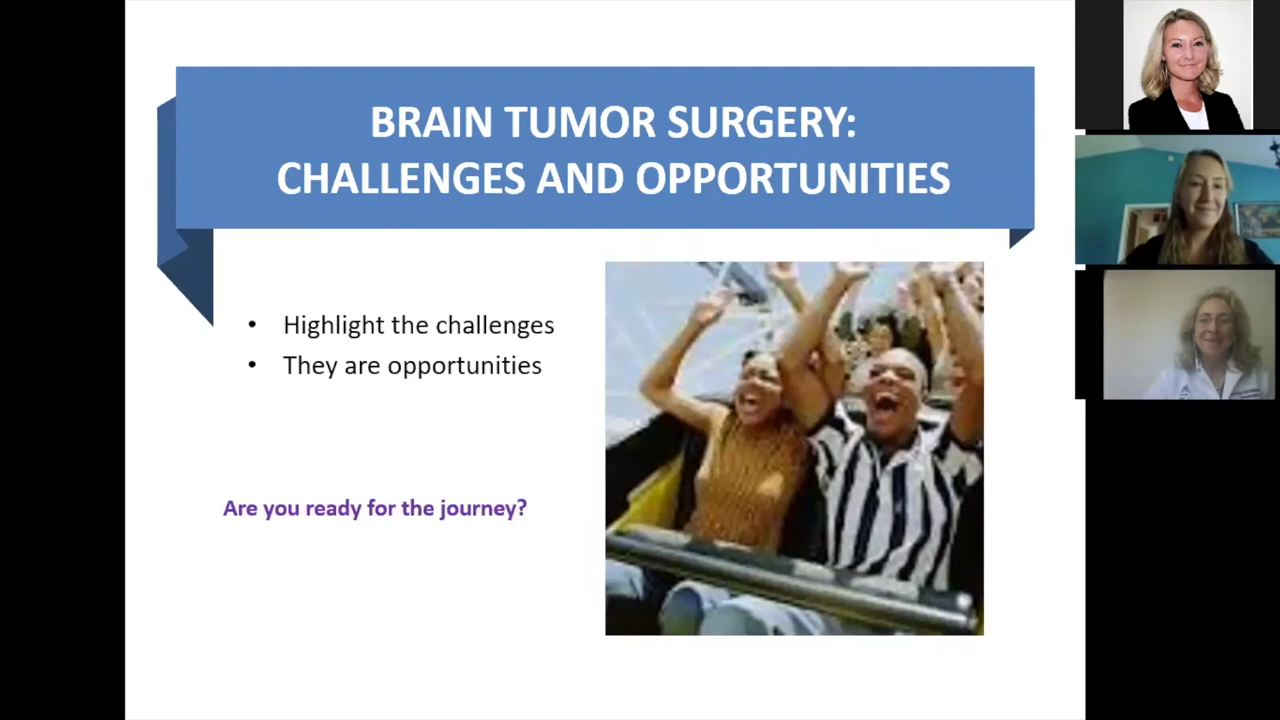 BRAIN TUMOR SURGERY:
CHALLENGES AND OPPORTUNITIES
• Highlight the challenges
• They are opportunities
Are you ready for the journey?